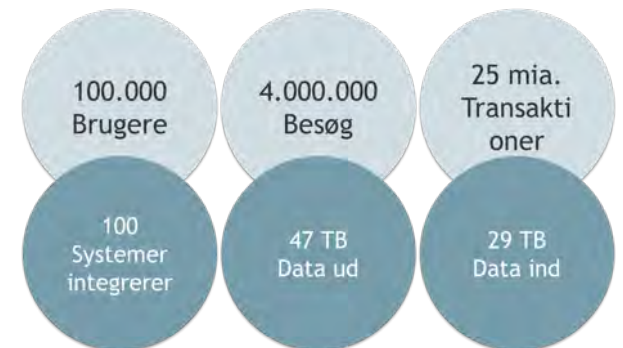 100.000
Brugere
4.000.000
Besøg
25 mia.
Transakti
oner
100
Systemer
integrerer
47 TB
Data ud
29 TB
Data ind